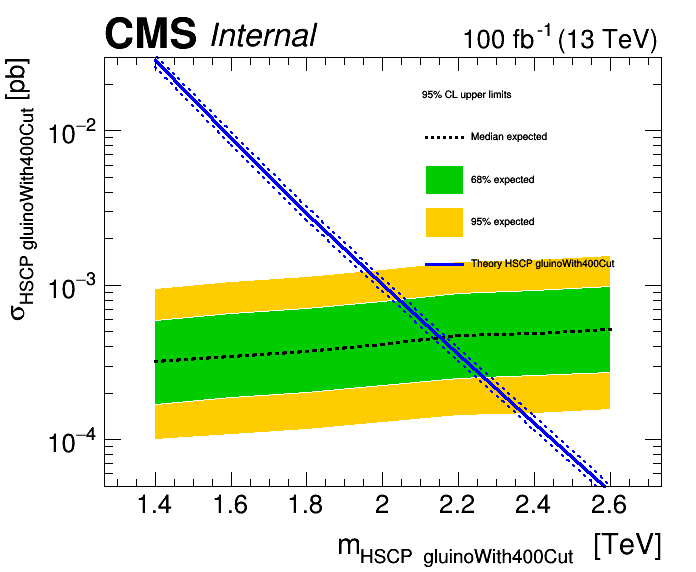 CMS Internal 100 fb⁻¹ (13 TeV)
σHSCP gluinoWith400Cut [pb]
95% CL upper limits
Median expected
68% expected
95% expected
Theory HSCP gluinoWith400Cut
10⁻²
10⁻³
10⁻⁴
1.4 1.6 1.8 2 2.2 2.4 2.6
mHSCP gluinoWith400Cut [TeV]